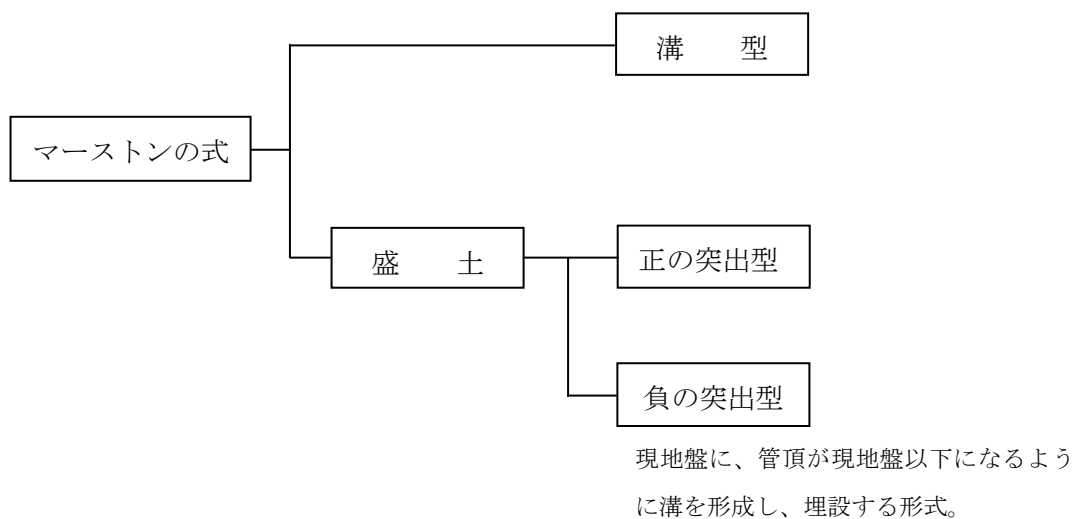 溝　　型
マーストンの式
盛　　土
正の突出型
負の突出型
現地盤に、管頂が現地盤以下になるよう
に溝を形成し、埋設する形式。